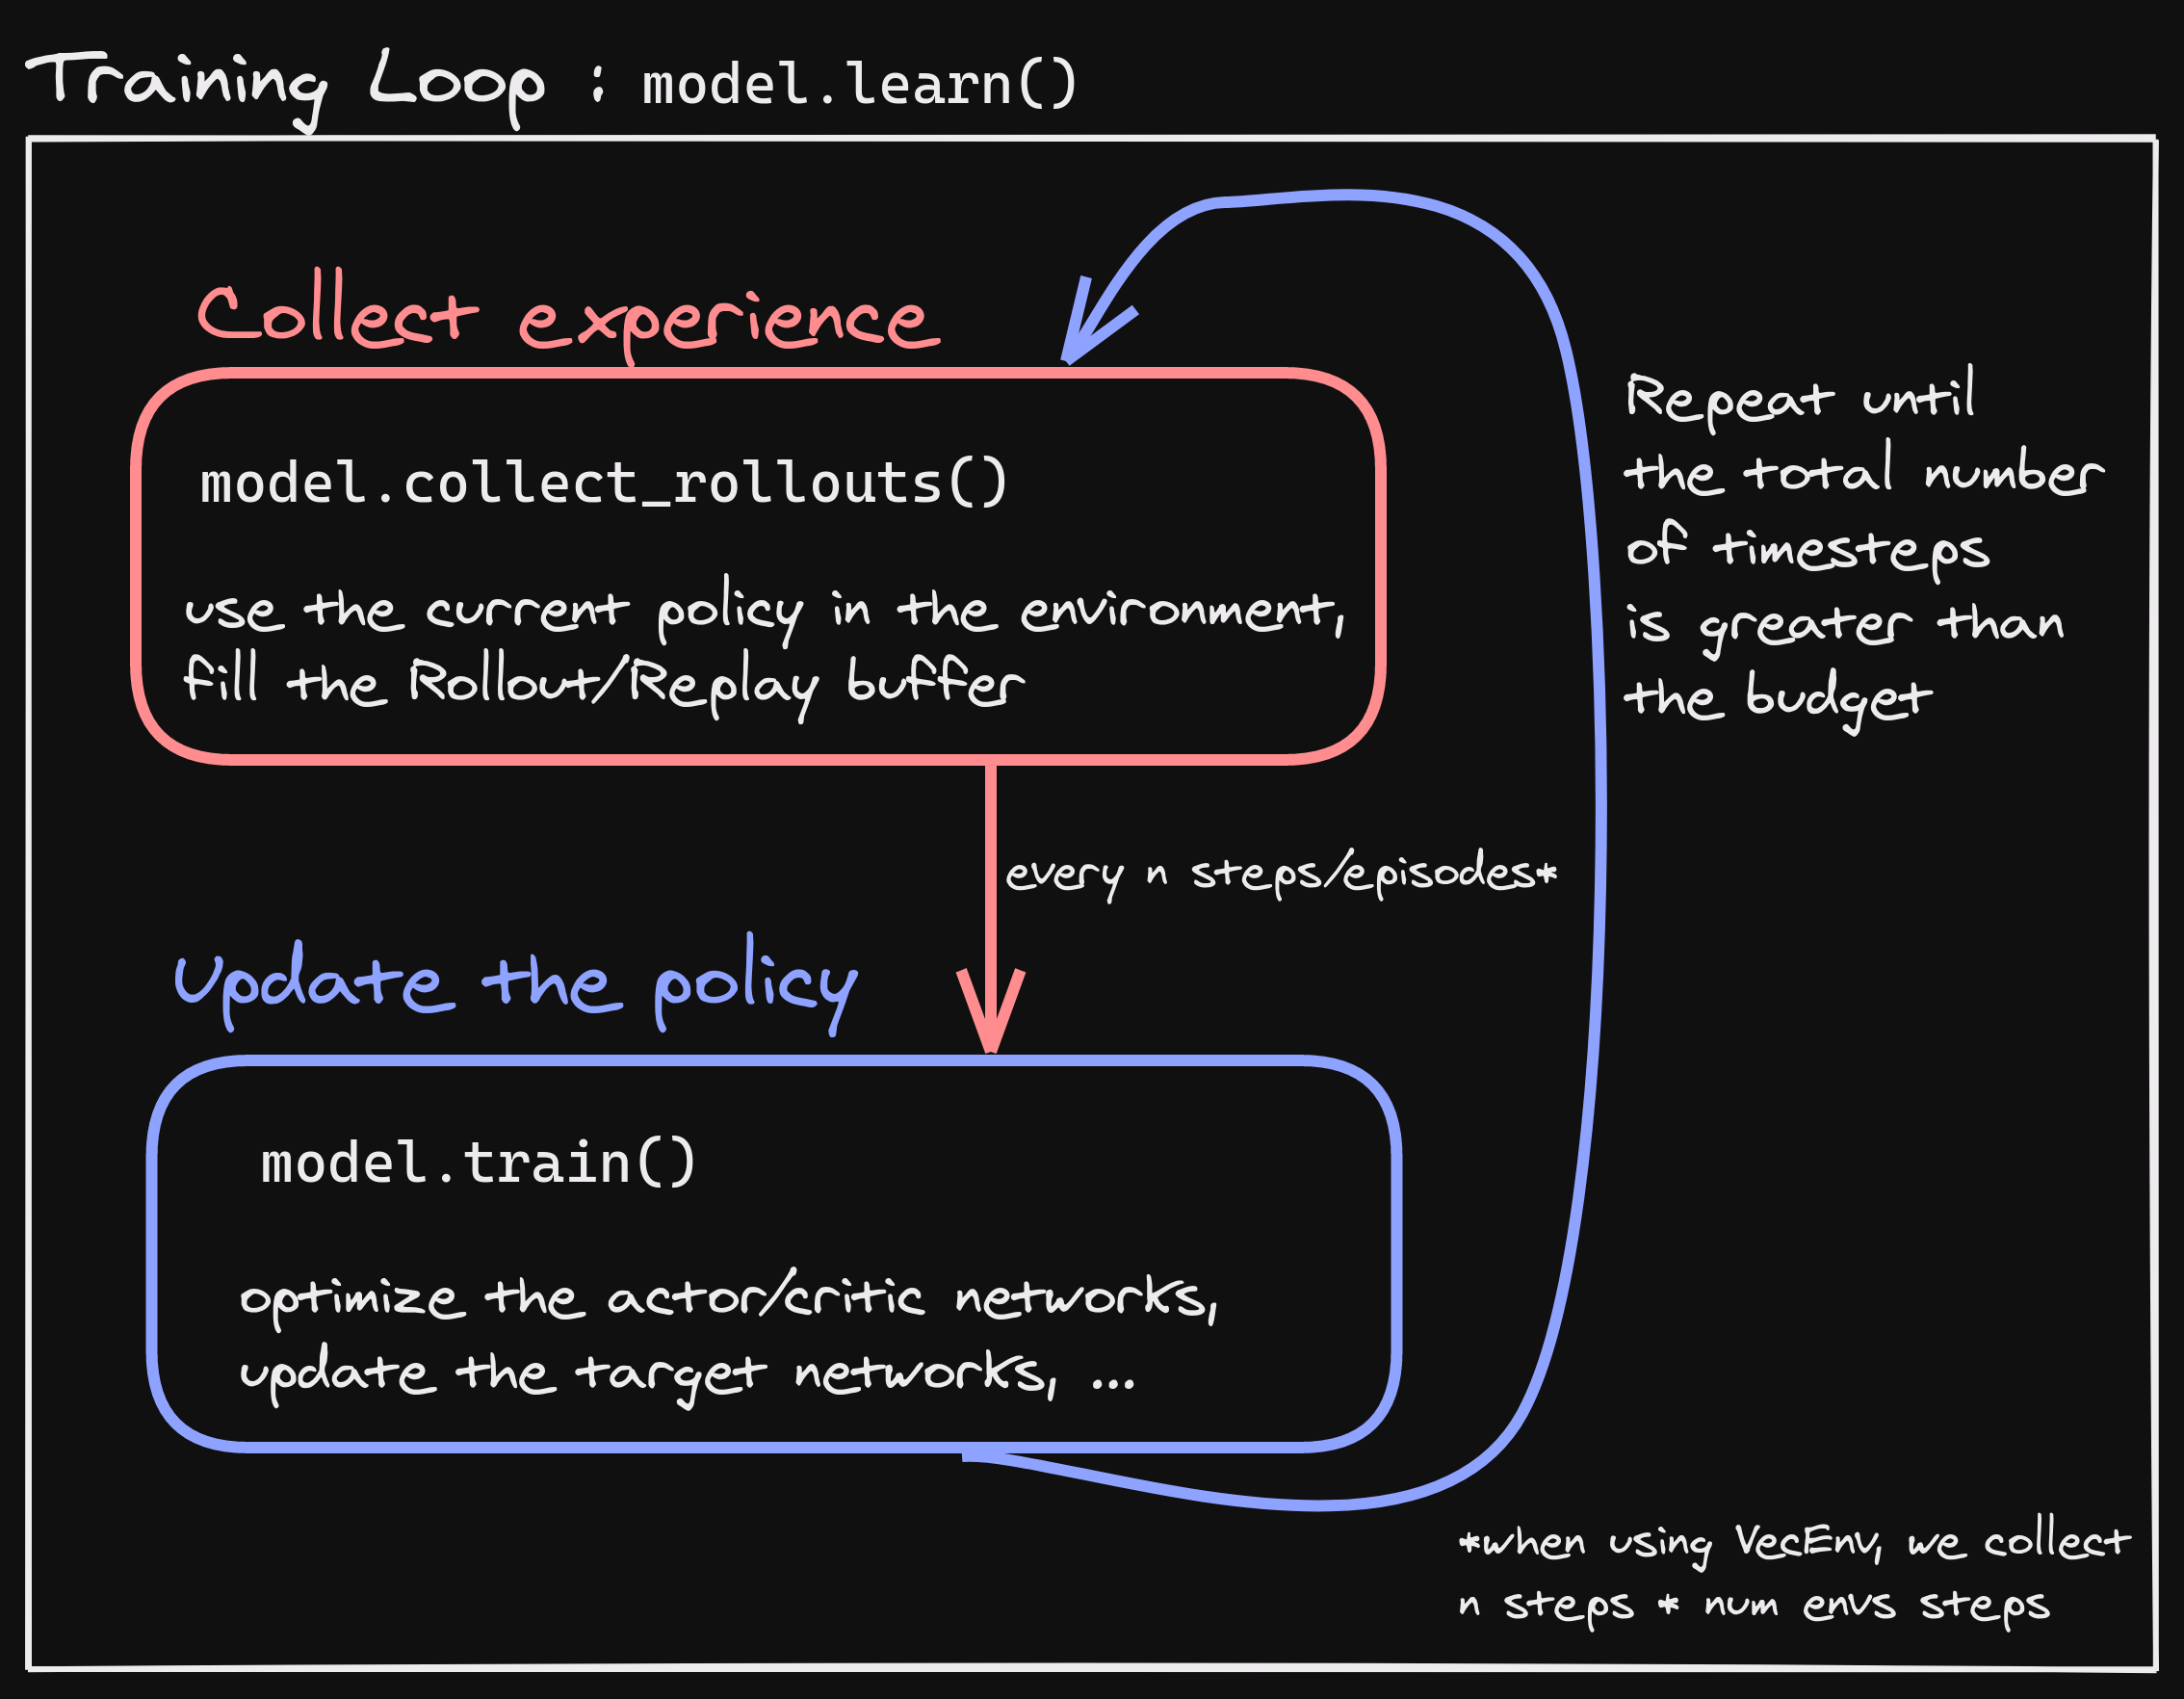 Training Loop : model.learn()
Collect experience
model.collect_rollouts()
use the current policy in the environment,
fill the Rollout/Replay buffer
Repeat until
the total number
of timesteps
is greater than
the budget
every n steps/episodes*
Update the policy
model.train()
optimize the actor/critic networks,
update the target networks, ...
*when using VecEnv, we collect
n steps * num envs steps